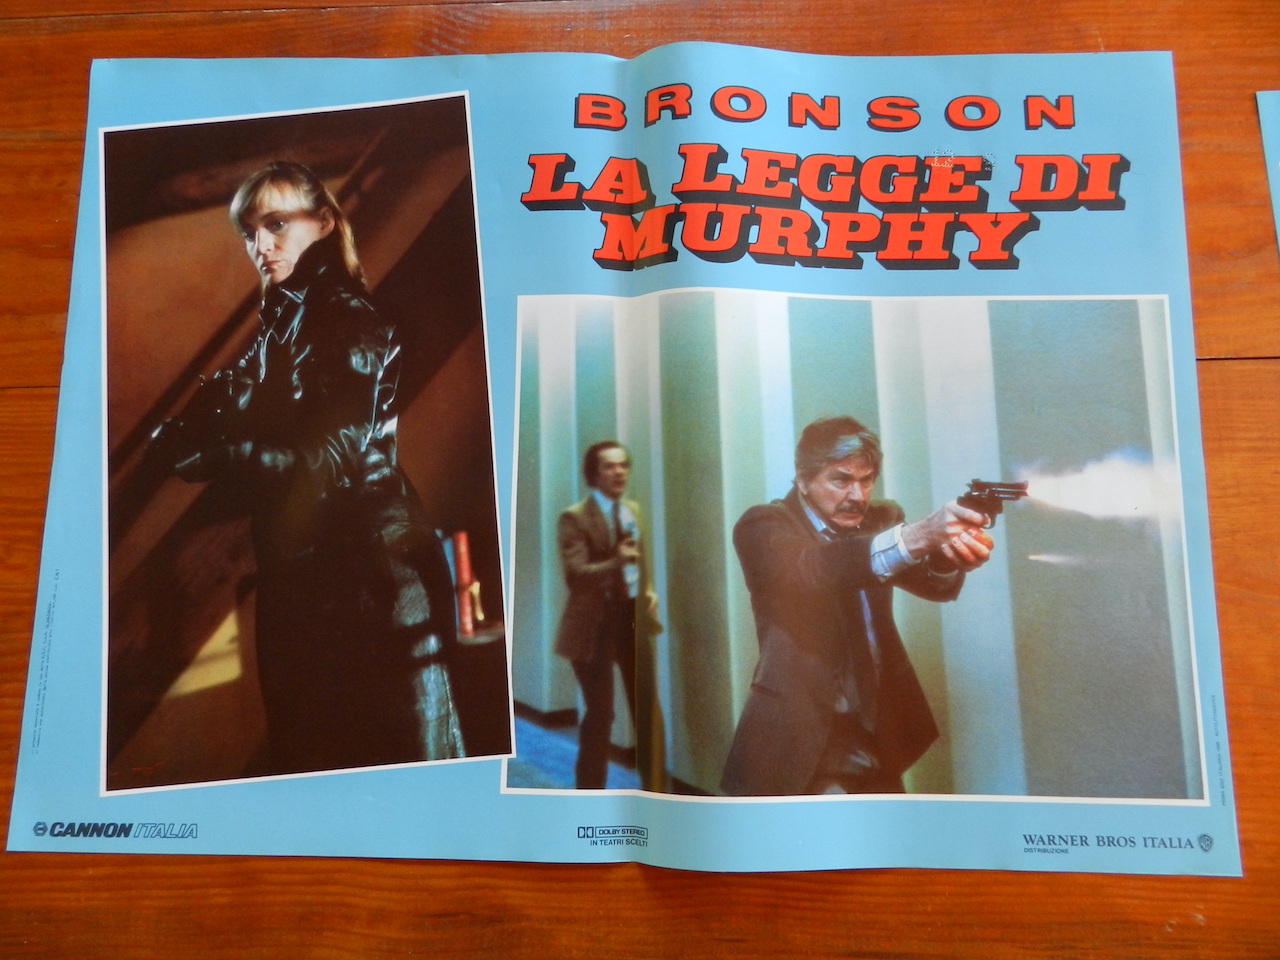 BRONSON
LA LEGGE DI
MURPHY
CANNON ITALIA
DOLBY STEREO
IN TEATRI SCELTI
WARNER BROS ITALIA
DISTRIBUZIONE